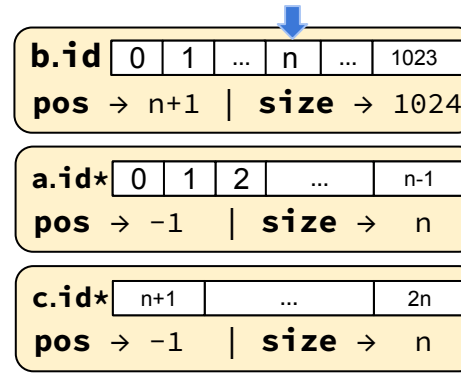 b.id 0 1 ... n ... 1023
pos → n+1 | size → 1024
a.id* 0 1 2 ... n-1
pos → -1 | size → n
c.id* n+1 ... 2n
pos → -1 | size → n